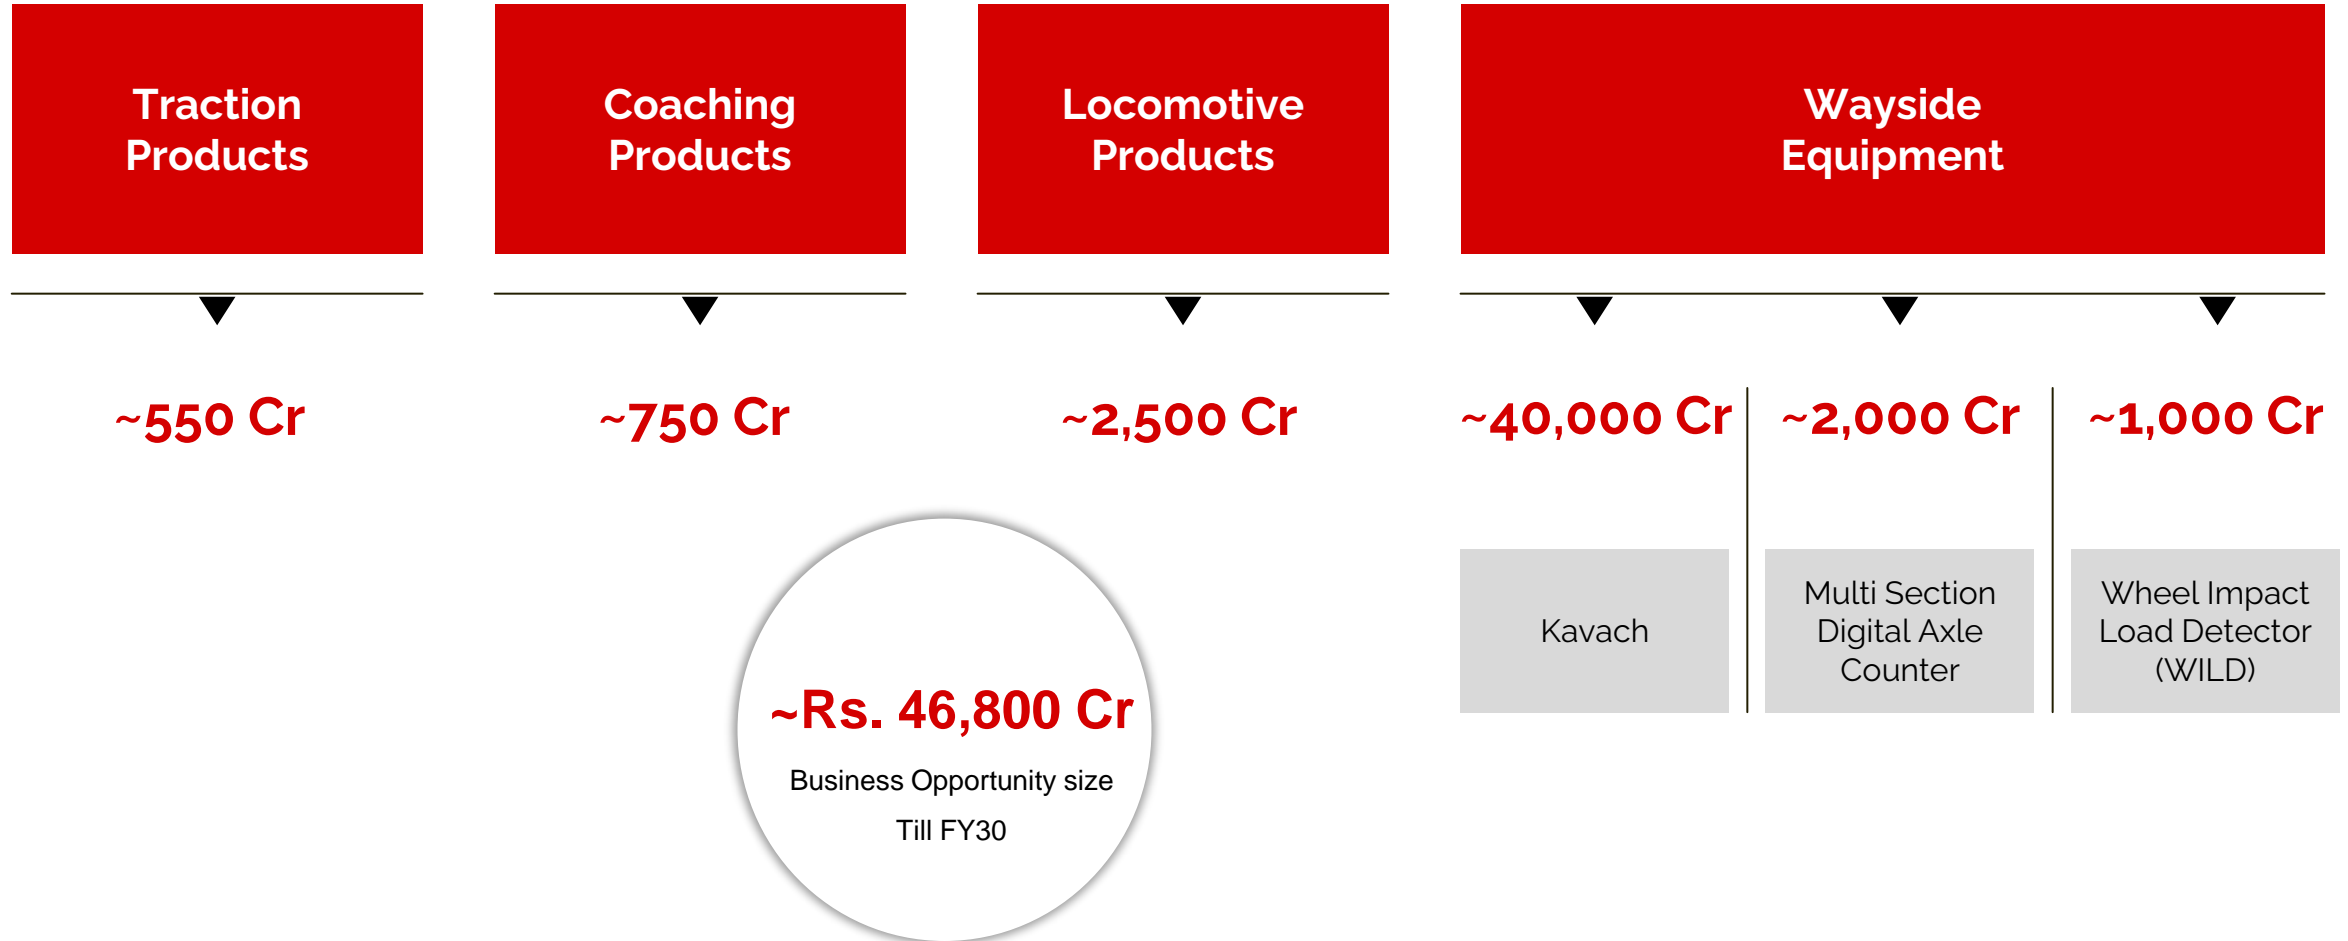 Traction
Products
Coaching
Products
Locomotive
Products
Wayside
Equipment
~550 Cr
~750 Cr
~2,500 Cr
~40,000 Cr
~2,000 Cr
~1,000 Cr
Kavach
Multi Section
Digital Axle
Counter
Wheel Impact
Load Detector
(WILD)
~Rs. 46,800 Cr
Business Opportunity size
Till FY30